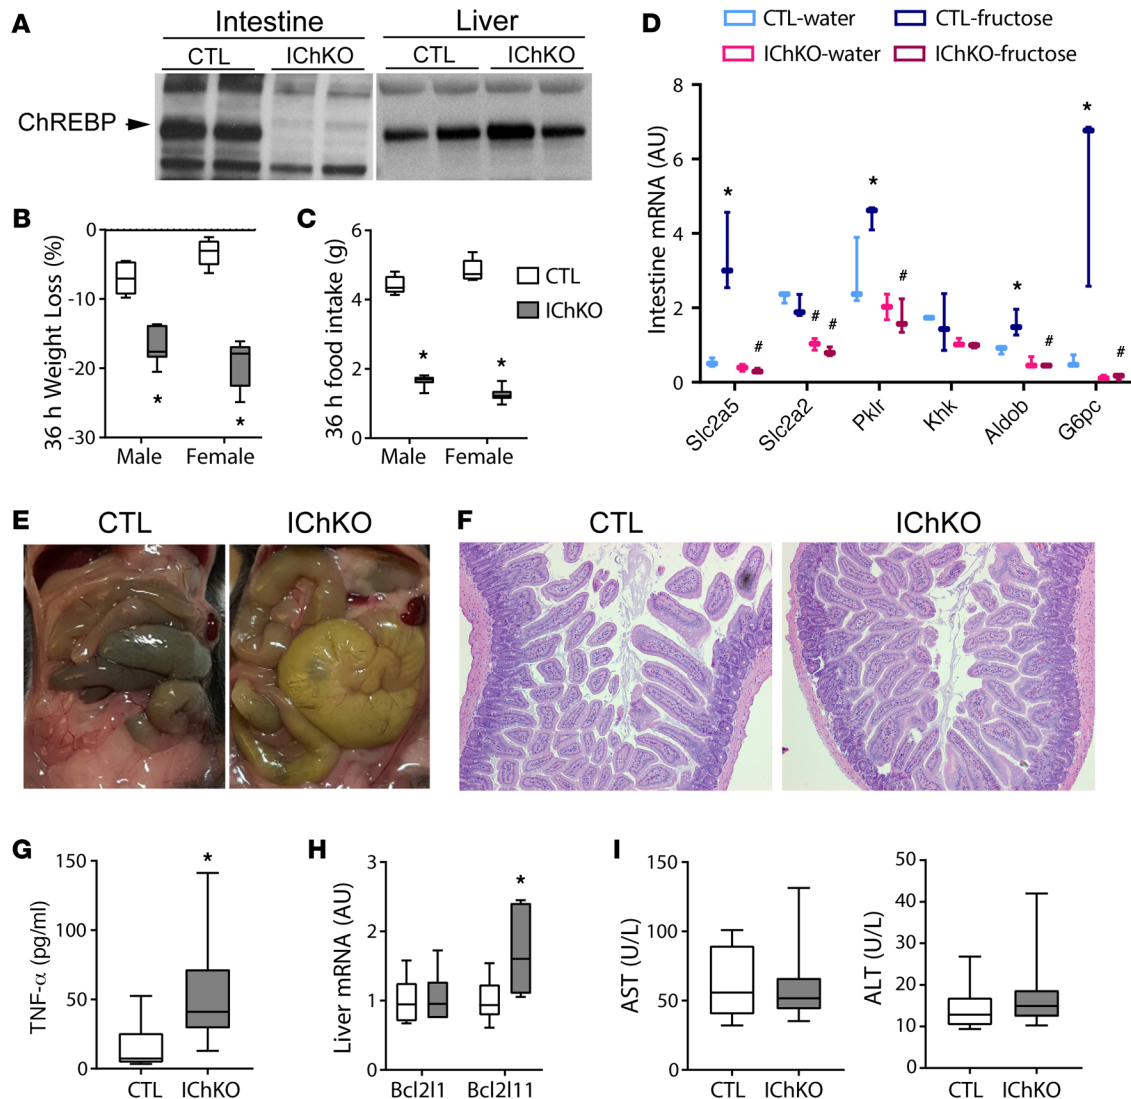 A
Intestine
Liver
CTL
IChKO
CTL
IChKO
ChREBP
B
36 h Weight Loss (%)
0
-10
-20
-30
*
*
Male
Female
C
36 h food intake (g)
6
4
2
0
*
*
Male
Female
CTL
IChKO
D
CTL-water
CTL-fructose
IChKO-water
IChKO-fructose
Intestine mRNA (AU)
8
6
4
2
0
*
#
#
#
*
#
*
#
*
#
Slc2a5
Slc2a2
Pklr
Khk
Aldob
G6pc
E
CTL
IChKO
F
CTL
IChKO
G
TNF-α (pg/ml)
150
100
50
0
*
CTL
IChKO
H
Liver mRNA (AU)
3
2
1
0
*
Bcl2l1
Bcl2l11
I
AST (U/L)
150
100
50
0
CTL
IChKO
ALT (U/L)
50
40
30
20
10
0
CTL
IChKO